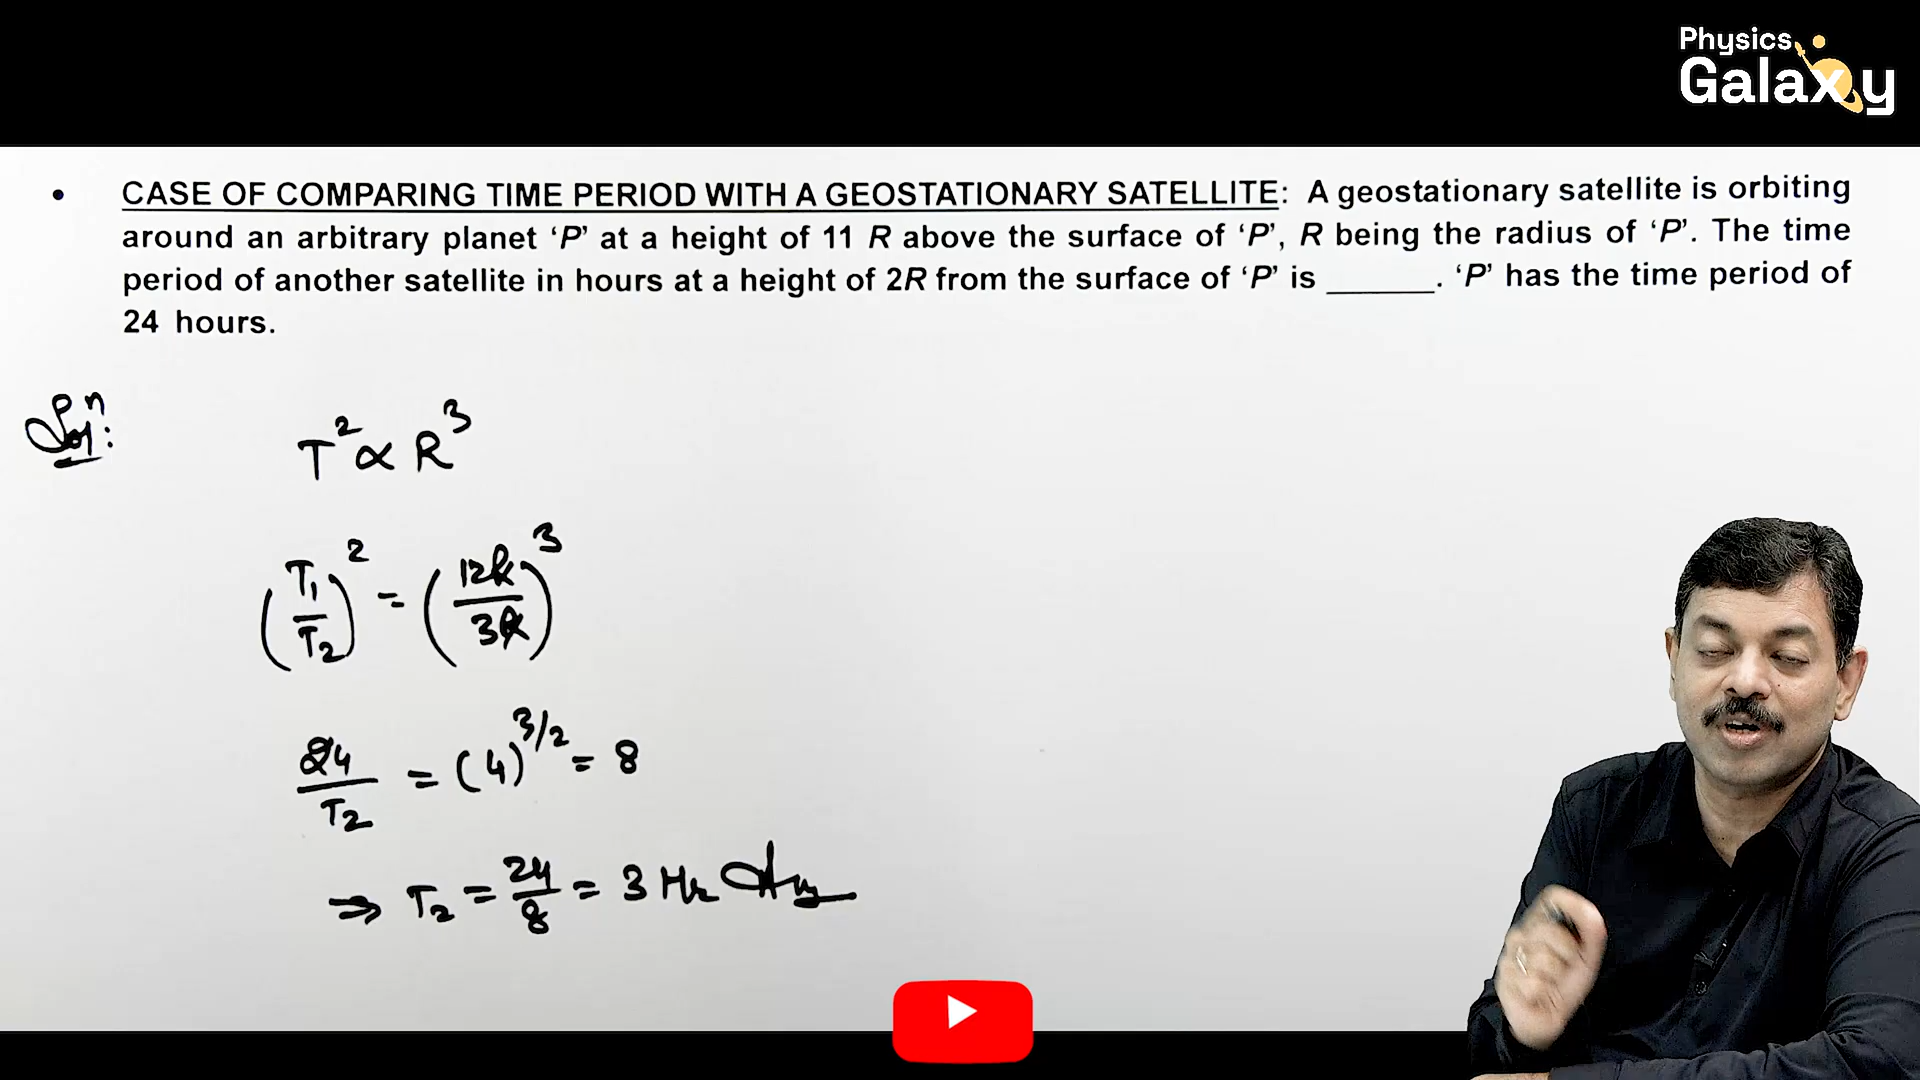 Physics
Galaxy
• CASE OF COMPARING TIME PERIOD WITH A GEOSTATIONARY SATELLITE: A geostationary satellite is orbiting
around an arbitrary planet ‘P’ at a height of 11 R above the surface of ‘P’, R being the radius of ‘P’. The time
period of another satellite in hours at a height of 2R from the surface of ‘P’ is ______. ‘P’ has the time period of
24 hours.
Solⁿ:
T² ∝ R³
(T₁/T₂)² = (12R/3R)³
24/T₂ = (4)^3/2 = 8
⇒ T₂ = 24/8 = 3 Hr Ans